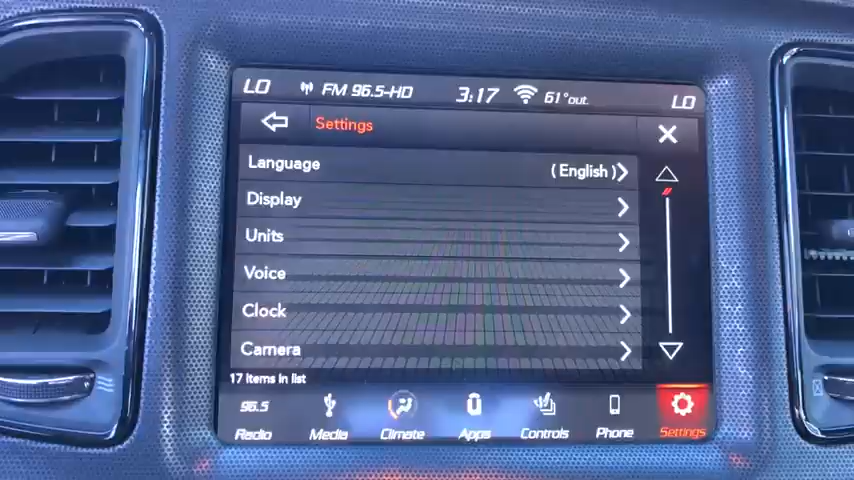 LO FM 96.5-HD 3:17 61°out. LO
Settings
Language (English)
Display
Units
Voice
Clock
Camera
17 items in list
96.5
Radio Media Climate Apps Controls Phone Settings